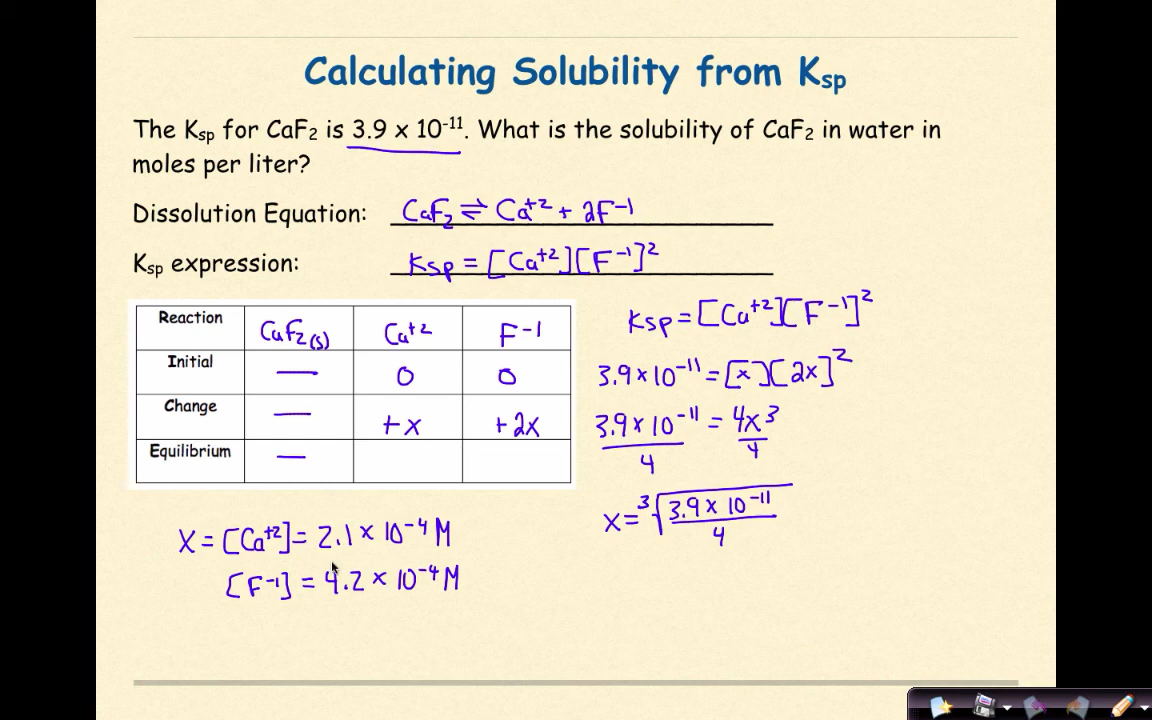 Calculating Solubility from Ksp
The Ksp for CaF2 is 3.9 x 10⁻¹¹. What is the solubility of CaF2 in water in
moles per liter?
Dissolution Equation: CaF₂ ⇌ Ca⁺² + 2F⁻¹
Ksp expression: Ksp = [Ca⁺²][F⁻¹]²
Reaction CaF₂(s) Ca⁺² F⁻¹
Initial — 0 0
Change — +x +2x
Equilibrium —
Ksp = [Ca⁺²][F⁻¹]²
3.9 x 10⁻¹¹ = [x][2x]²
3.9 x 10⁻¹¹ = 4x³
4 4
x = ³√3.9 x 10⁻¹¹
4
X = [Ca⁺²] = 2.1 x 10⁻⁴ M
[F⁻¹] = 4.2 x 10⁻⁴ M